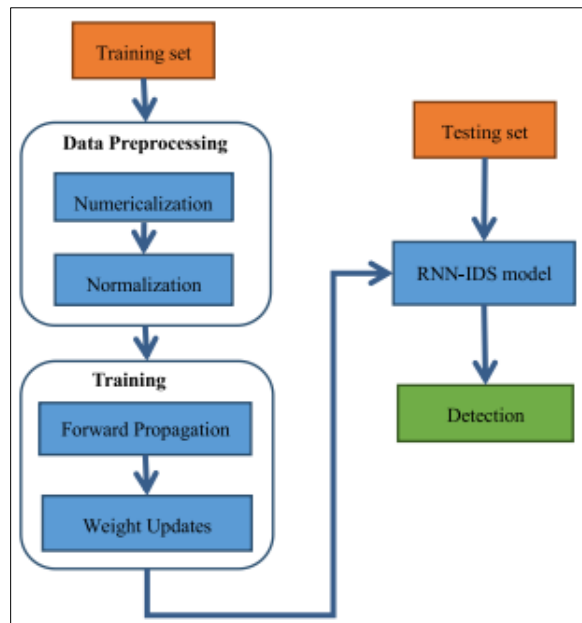 Training set
Data Preprocessing
Numericalization
Normalization
Training
Forward Propagation
Weight Updates
Testing set
RNN-IDS model
Detection